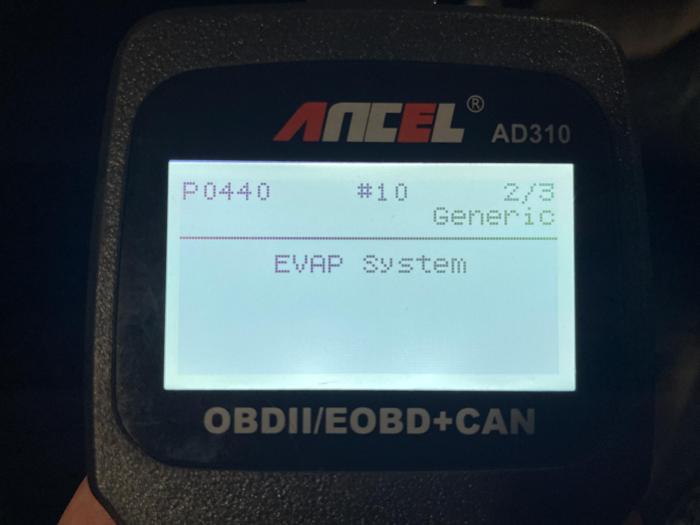 ANCEL® AD310
P0440 #10 2/3
Generic
EVAP System
OBDII/EOBD+CAN